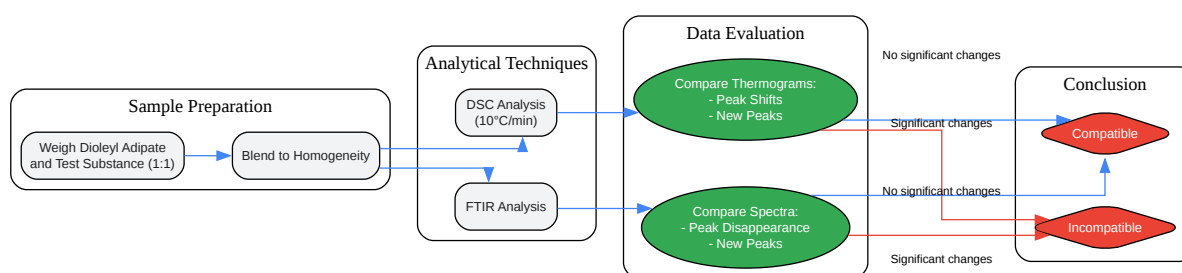 Sample Preparation
Weigh Dioleyl Adipate
and Test Substance (1:1)
Blend to Homogeneity
Analytical Techniques
DSC Analysis
(10°C/min)
FTIR Analysis
Data Evaluation
Compare Thermograms:
- Peak Shifts
- New Peaks
Compare Spectra:
- Peak Disappearance
- New Peaks
No significant changes
Significant changes
No significant changes
Significant changes
Conclusion
Compatible
Incompatible